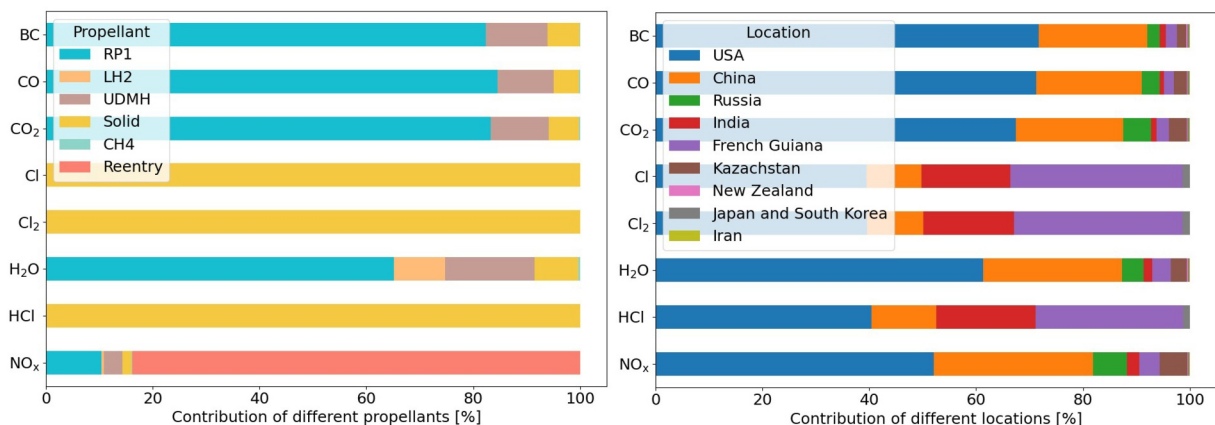 BC
CO
CO₂
Cl
Cl₂
H₂O
HCl
NOₓ
Propellant
RP1
LH2
UDMH
Solid
CH4
Reentry
0 20 40 60 80 100
Contribution of different propellants [%]
BC
CO
CO₂
Cl
Cl₂
H₂O
HCl
NOₓ
Location
USA
China
Russia
India
French Guiana
Kazachstan
New Zealand
Japan and South Korea
Iran
0 20 40 60 80 100
Contribution of different locations [%]